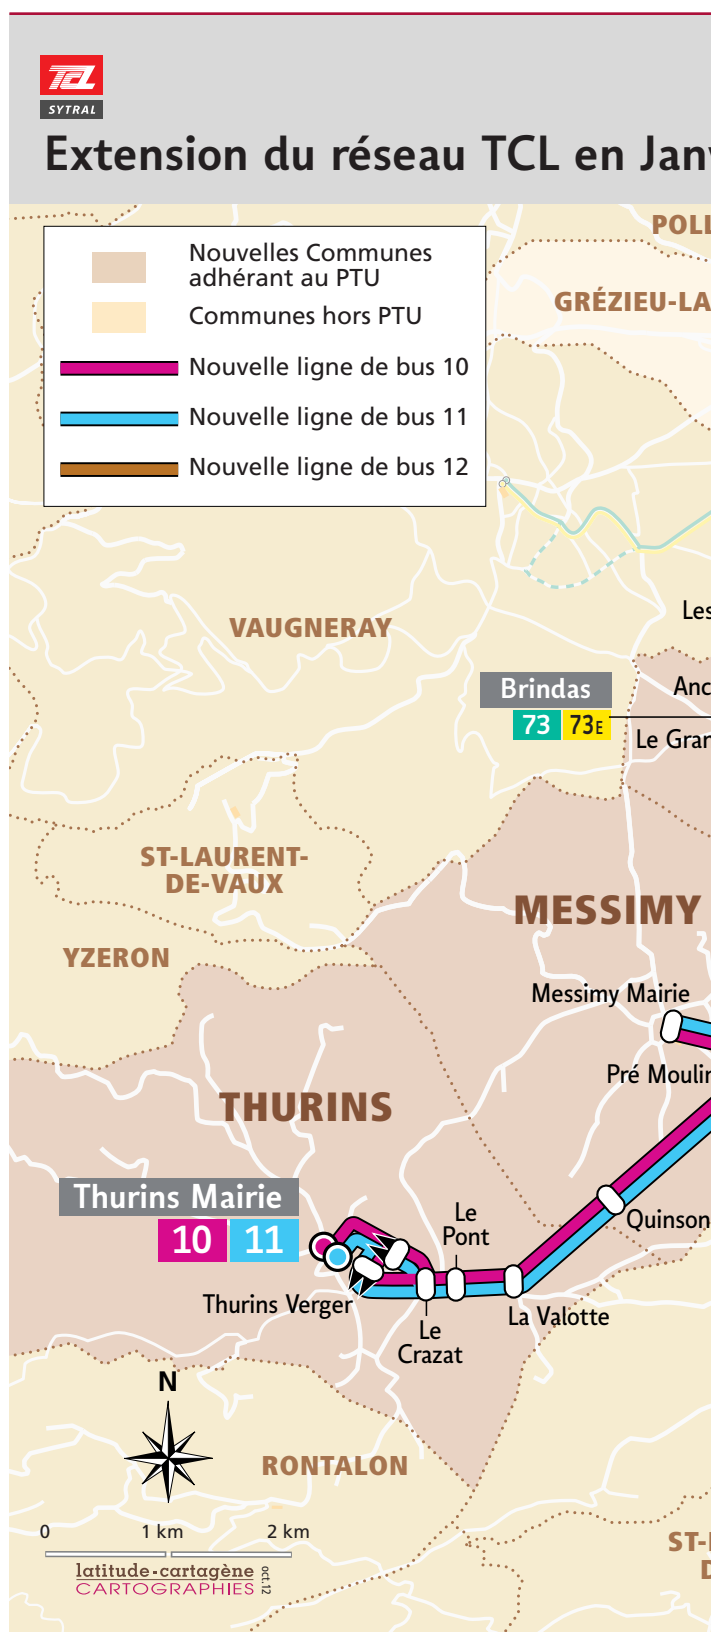 TCL
SYTRAL
Extension du réseau TCL en Janv
Nouvelles Communes
adhérant au PTU
Communes hors PTU
Nouvelle ligne de bus 10
Nouvelle ligne de bus 11
Nouvelle ligne de bus 12
POLL
GRÉZIEU-LA
Les
VAUGNERAY
Brindas
73 73E
Anc
Le Gran
ST-LAURENT-
DE-VAUX
MESSIMY
YZERON
Messimy Mairie
Pré Moulin
THURINS
Thurins Mairie
10 11
Le
Pont
Quinson
Thurins Verger
La Valotte
Le
Crazat
N
RONTALON
0 1 km 2 km
latitude-cartagène
CARTOGRAPHIES
oct.12
ST-L
D